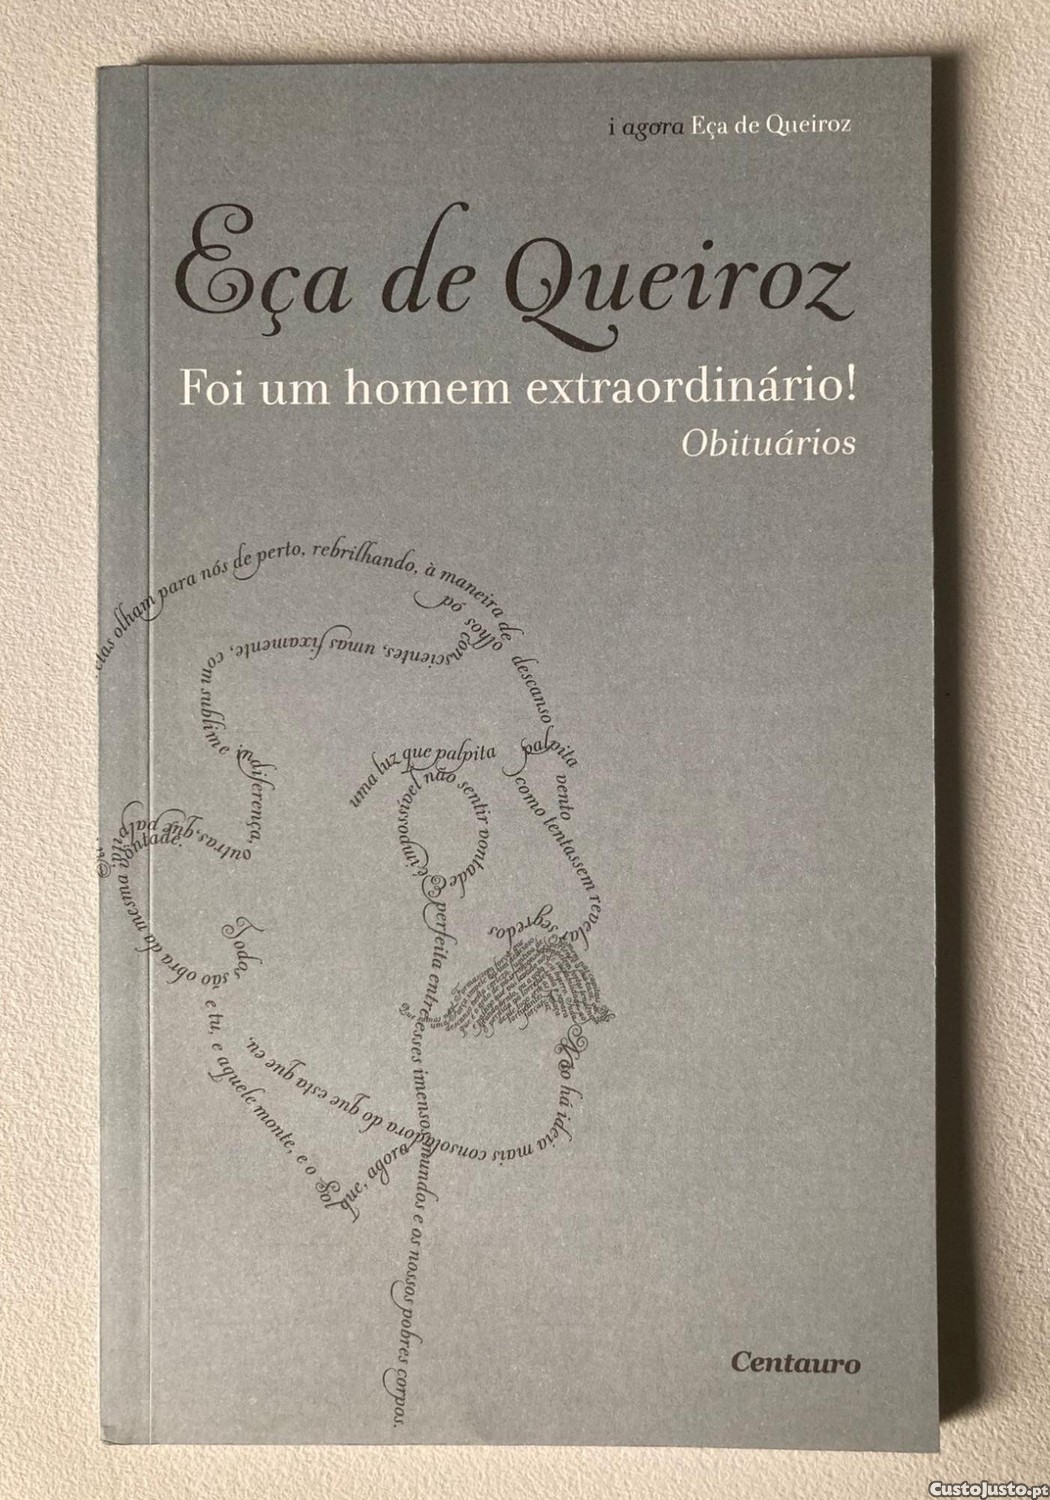 i agora Eça de Queiroz
Eça de Queiroz
Foi um homem extraordinário!
Obituários
olham para nós de perto, rebrilhando, à maneira de
olhos
conscientes, umas fixamente, com
com sublime
indiferença,
outras, que
palpita
uma luz que palpita
palpita
como tentassem revelar segredos
descanso
vento
não sentir vontade
é impossível
E perfeita entre esses imensos mundos e os nossos pobres corpos.
Não há ideia mais consoladora do que esta que eu,
e tu, e aquele monte, e o Sol
que, agora
Todos
são obra da mesma
Centauro
CustoJusto.pt